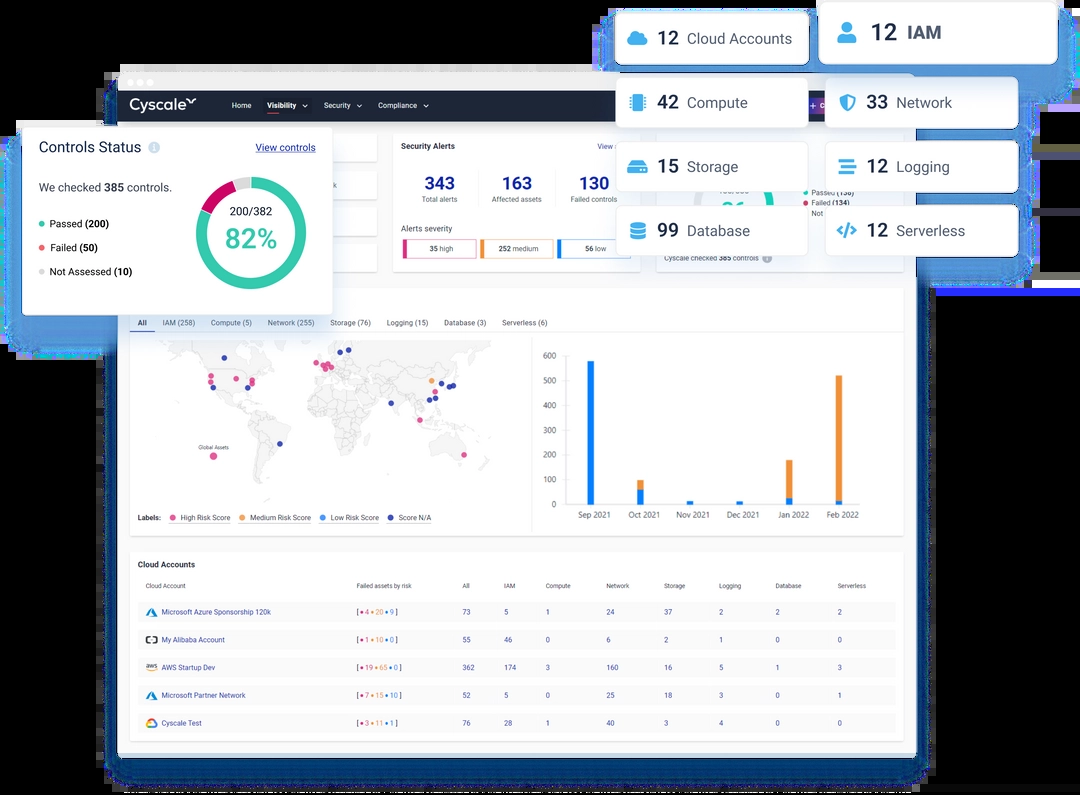 12 Cloud Accounts
12 IAM
42 Compute
33 Network
15 Storage
12 Logging
99 Database
12 Serverless
Cyscale
Home Visibility Security Compliance
Controls Status
View controls
We checked 385 controls.
Passed (200)
Failed (50)
Not Assessed (10)
200/382
82%
Security Alerts
View
343 163 130
Total alerts Affected assets Failed controls
Alerts severity
35 high 252 medium 56 low
Failed (134)
Not
Cyscale checked 385 controls
All IAM (258) Compute (5) Network (255) Storage (76) Logging (15) Database (3) Serverless (6)
Global Assets
Labels: High Risk Score Medium Risk Score Low Risk Score Score N/A
600
500
400
300
200
100
0
Sep 2021 Oct 2021 Nov 2021 Dec 2021 Jan 2022 Feb 2022
Cloud Accounts
Cloud Account Failed assets by risk All IAM Compute Network Storage Logging Database Serverless
Microsoft Azure Sponsorship 120k [ • 4 • 20 • 9 ] 73 5 1 24 37 2 2 2
My Alibaba Account [ • 1 • 10 • 0 ] 55 46 0 6 2 1 0 0
aws AWS Startup Dev [ • 19 • 65 • 0 ] 362 174 3 160 16 5 1 3
Microsoft Partner Network [ • 7 • 15 • 10 ] 52 5 0 25 18 3 0 1
Cyscale Test [ • 3 • 11 • 1 ] 76 28 1 40 3 4 0 0